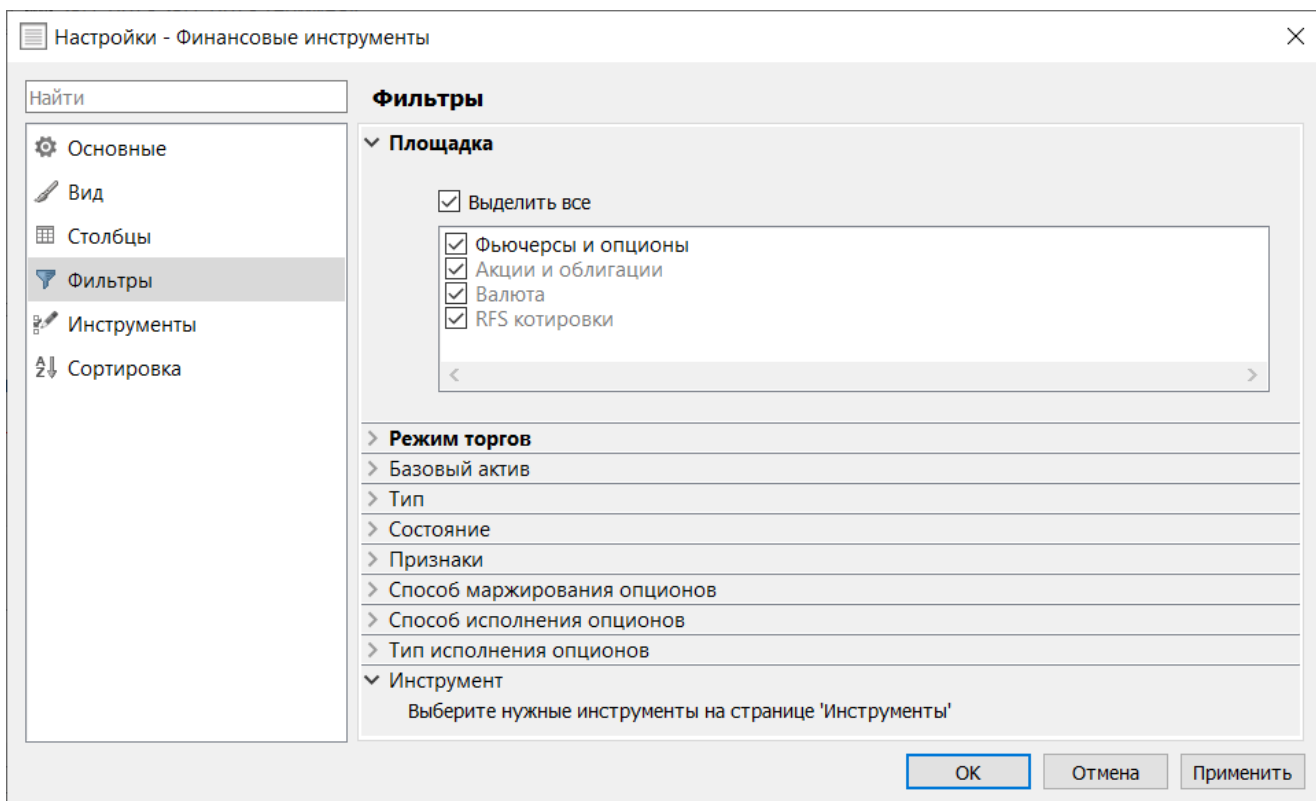 Настройки - Финансовые инструменты
Найти
Основные
Вид
Столбцы
Фильтры
Инструменты
Сортировка
Фильтры
Площадка
Выделить все
Фьючерсы и опционы
Акции и облигации
Валюта
RFS котировки
Режим торгов
Базовый актив
Тип
Состояние
Признаки
Способ маржирования опционов
Способ исполнения опционов
Тип исполнения опционов
Инструмент
Выберите нужные инструменты на странице 'Инструменты'
OK Отмена Применить